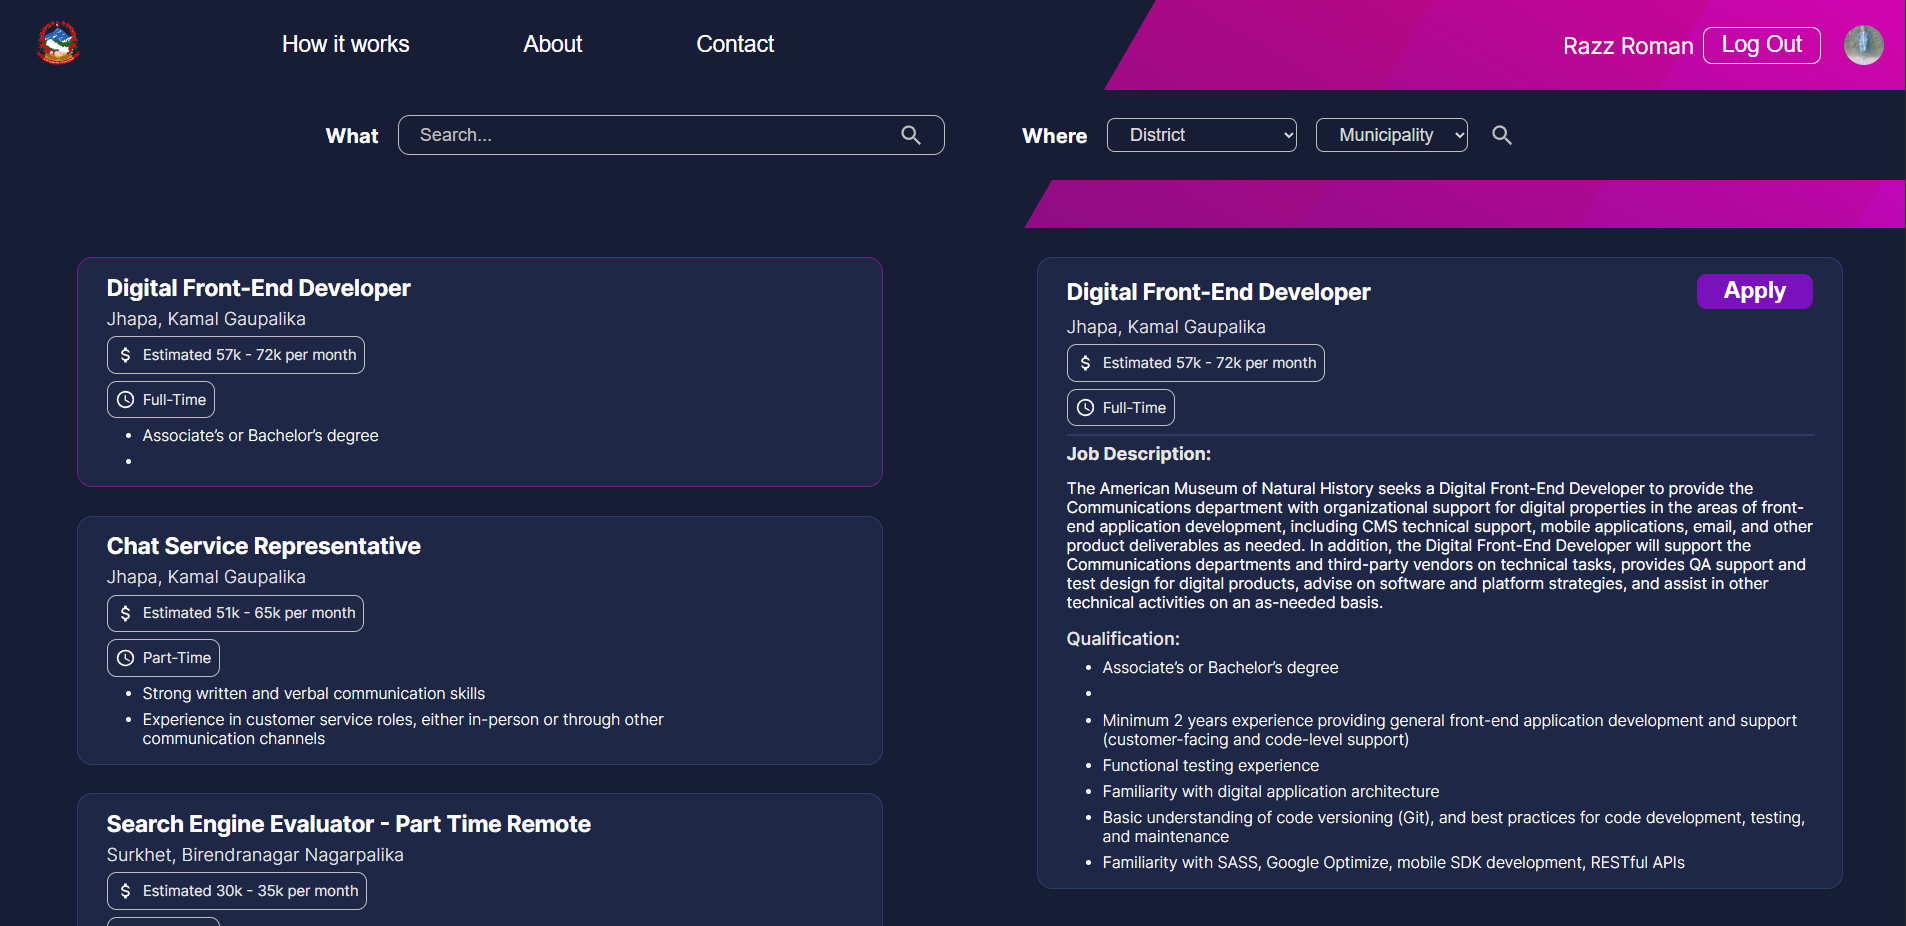 How it works
About
Contact
Razz Roman
Log Out
What
Search...
Where
District
Municipality
Digital Front-End Developer
Jhapa, Kamal Gaupalika
Estimated 57k - 72k per month
Full-Time
• Associate's or Bachelor's degree
•
Chat Service Representative
Jhapa, Kamal Gaupalika
Estimated 51k - 65k per month
Part-Time
• Strong written and verbal communication skills
• Experience in customer service roles, either in-person or through other
communication channels
Search Engine Evaluator - Part Time Remote
Surkhet, Birendranagar Nagarpalika
Estimated 30k - 35k per month
Digital Front-End Developer
Apply
Jhapa, Kamal Gaupalika
Estimated 57k - 72k per month
Full-Time
Job Description:
The American Museum of Natural History seeks a Digital Front-End Developer to provide the
Communications department with organizational support for digital properties in the areas of front-
end application development, including CMS technical support, mobile applications, email, and other
product deliverables as needed. In addition, the Digital Front-End Developer will support the
Communications departments and third-party vendors on technical tasks, provides QA support and
test design for digital products, advise on software and platform strategies, and assist in other
technical activities on an as-needed basis.
Qualification:
• Associate's or Bachelor's degree
•
• Minimum 2 years experience providing general front-end application development and support
(customer-facing and code-level support)
• Functional testing experience
• Familiarity with digital application architecture
• Basic understanding of code versioning (Git), and best practices for code development, testing,
and maintenance
• Familiarity with SASS, Google Optimize, mobile SDK development, RESTful APIs